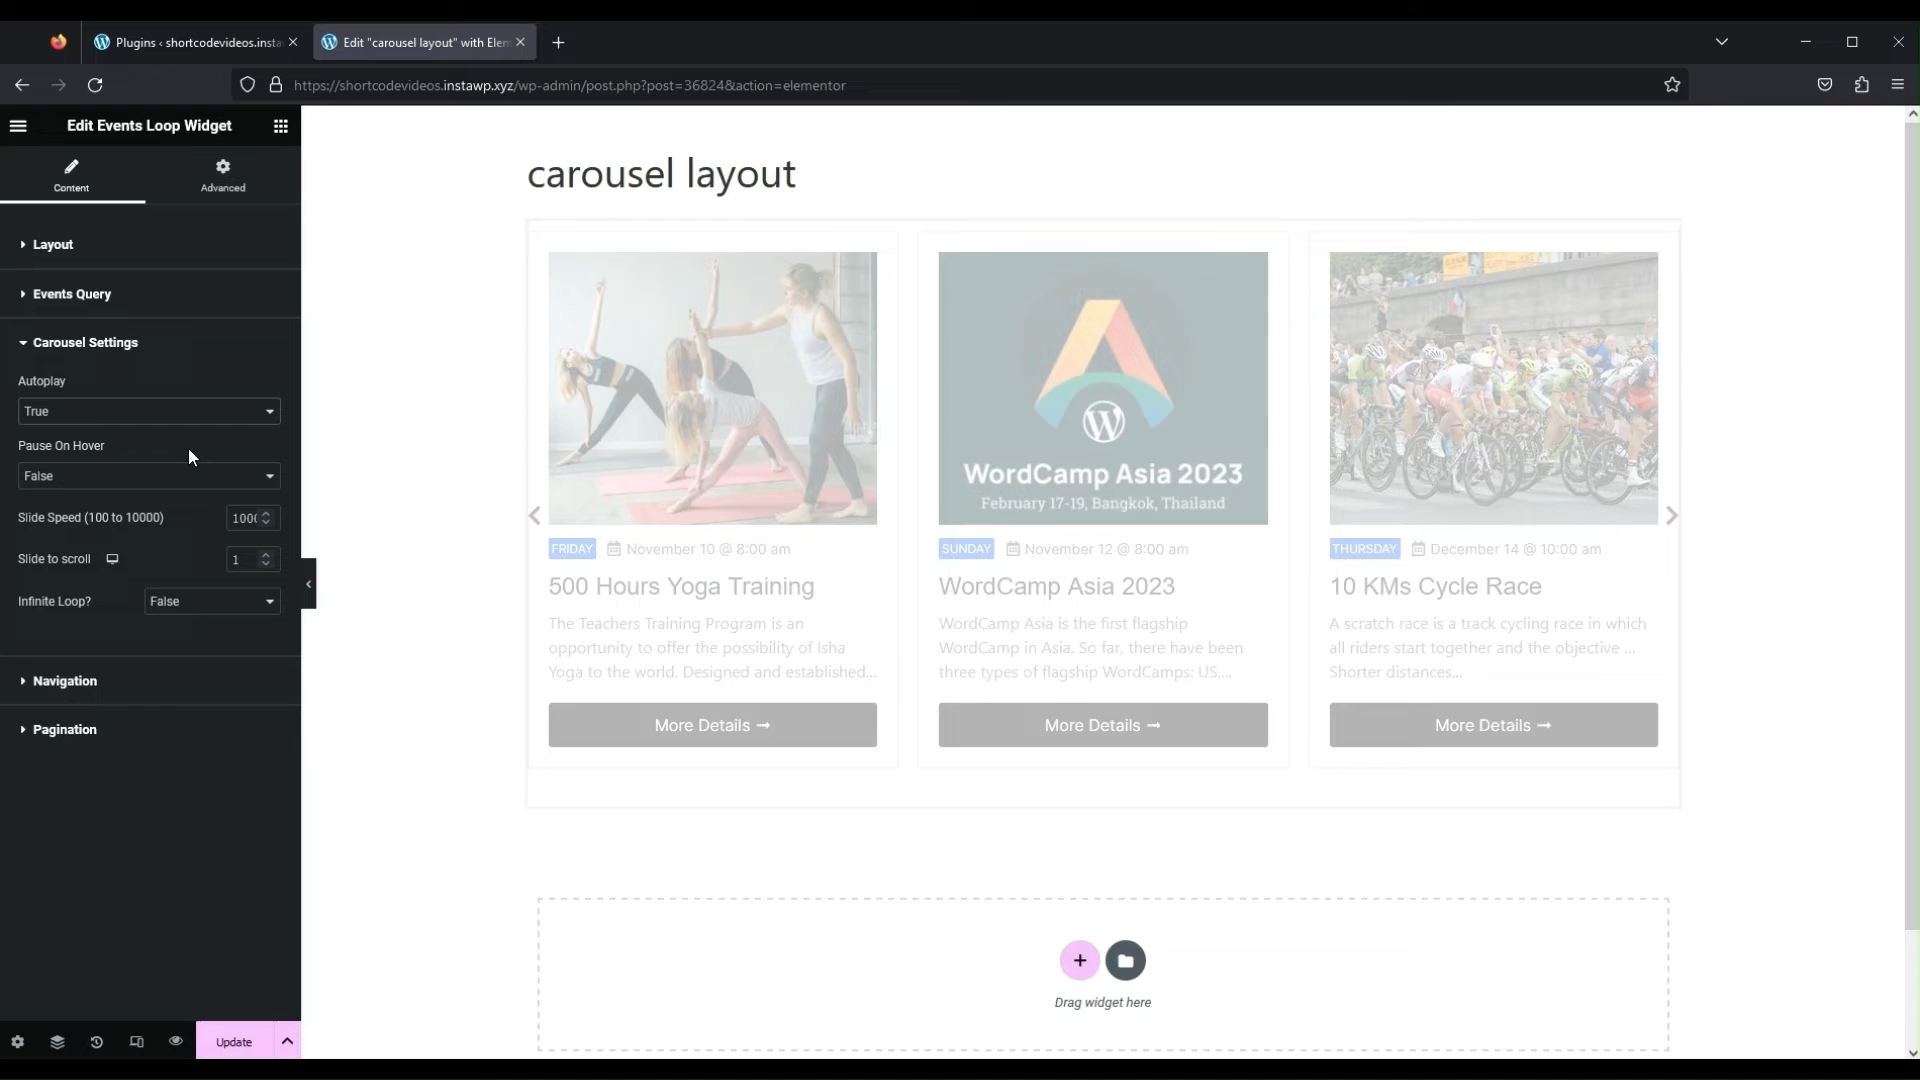 Plugins ‹ shortcodevideos.insta
Edit "carousel layout" with Elem
https://shortcodevideos.instawp.xyz/wp-admin/post.php?post=36824&action=elementor
Edit Events Loop Widget
Content
Advanced
Layout
Events Query
Carousel Settings
Autoplay
True
Pause On Hover
False
Slide Speed (100 to 10000)
Slide to scroll
1
Infinite Loop?
False
Navigation
Pagination
Update
carousel layout
FRIDAY November 10 @ 8:00 am
500 Hours Yoga Training
The Teachers Training Program is an
opportunity to offer the possibility of Isha
Yoga to the world. Designed and established...
More Details →
WordCamp Asia 2023
February 17-19, Bangkok, Thailand
SUNDAY November 12 @ 8:00 am
WordCamp Asia 2023
WordCamp Asia is the first flagship
WordCamp in Asia. So far, there have been
three types of flagship WordCamps: US,...
More Details →
THURSDAY December 14 @ 10:00 am
10 KMs Cycle Race
A scratch race is a track cycling race in which
all riders start together and the objective ...
Shorter distances...
More Details →
Drag widget here